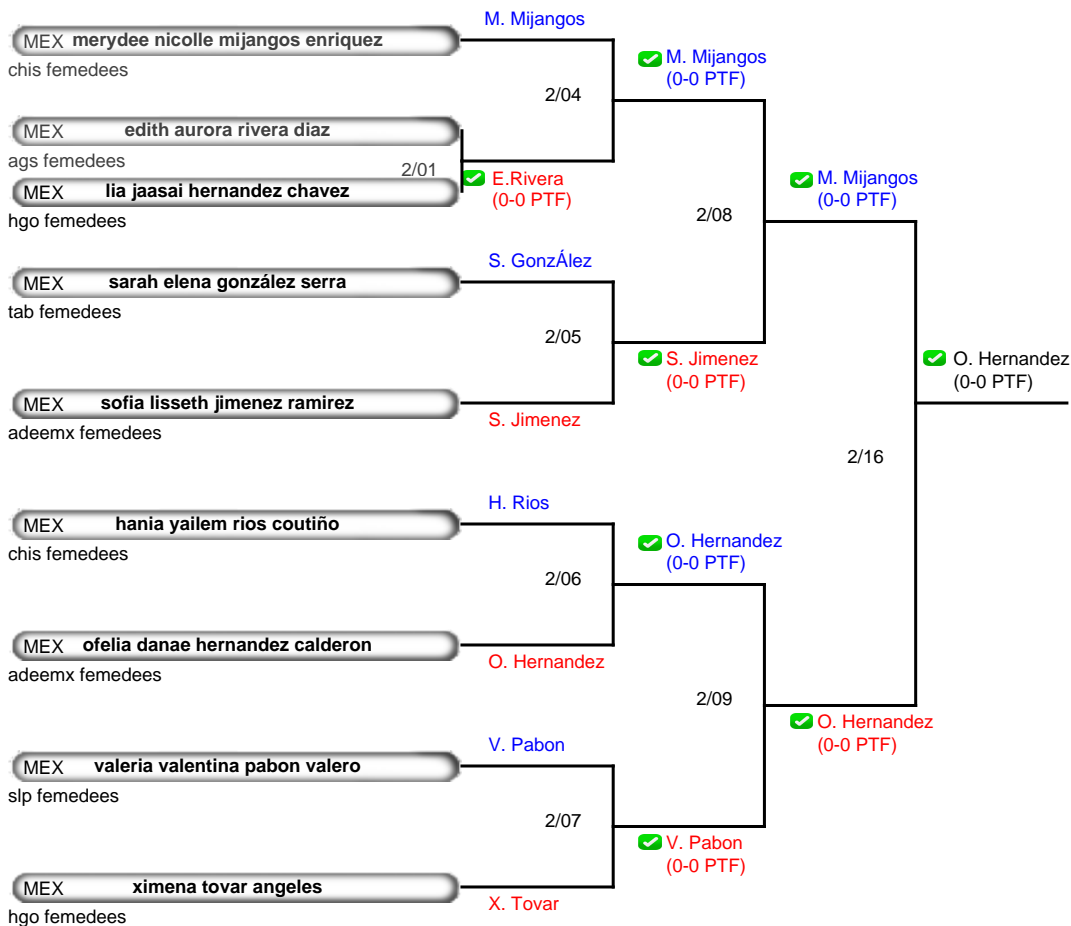 M. Mijangos
MEX merydee nicolle mijangos enriquez
chis femedees
M. Mijangos
(0-0 PTF)
2/04
MEX edith aurora rivera diaz
ags femedees
2/01
E.Rivera
(0-0 PTF)
MEX lia jaasai hernandez chavez
hgo femedees
M. Mijangos
(0-0 PTF)
2/08
S. GonzÁlez
MEX sarah elena gonzález serra
tab femedees
2/05
S. Jimenez
(0-0 PTF)
O. Hernandez
(0-0 PTF)
MEX sofia lisseth jimenez ramirez
adeemx femedees
S. Jimenez
2/16
H. Rios
MEX hania yailem rios coutiño
chis femedees
O. Hernandez
(0-0 PTF)
2/06
MEX ofelia danae hernandez calderon
adeemx femedees
O. Hernandez
2/09
O. Hernandez
(0-0 PTF)
V. Pabon
MEX valeria valentina pabon valero
slp femedees
2/07
V. Pabon
(0-0 PTF)
MEX ximena tovar angeles
hgo femedees
X. Tovar